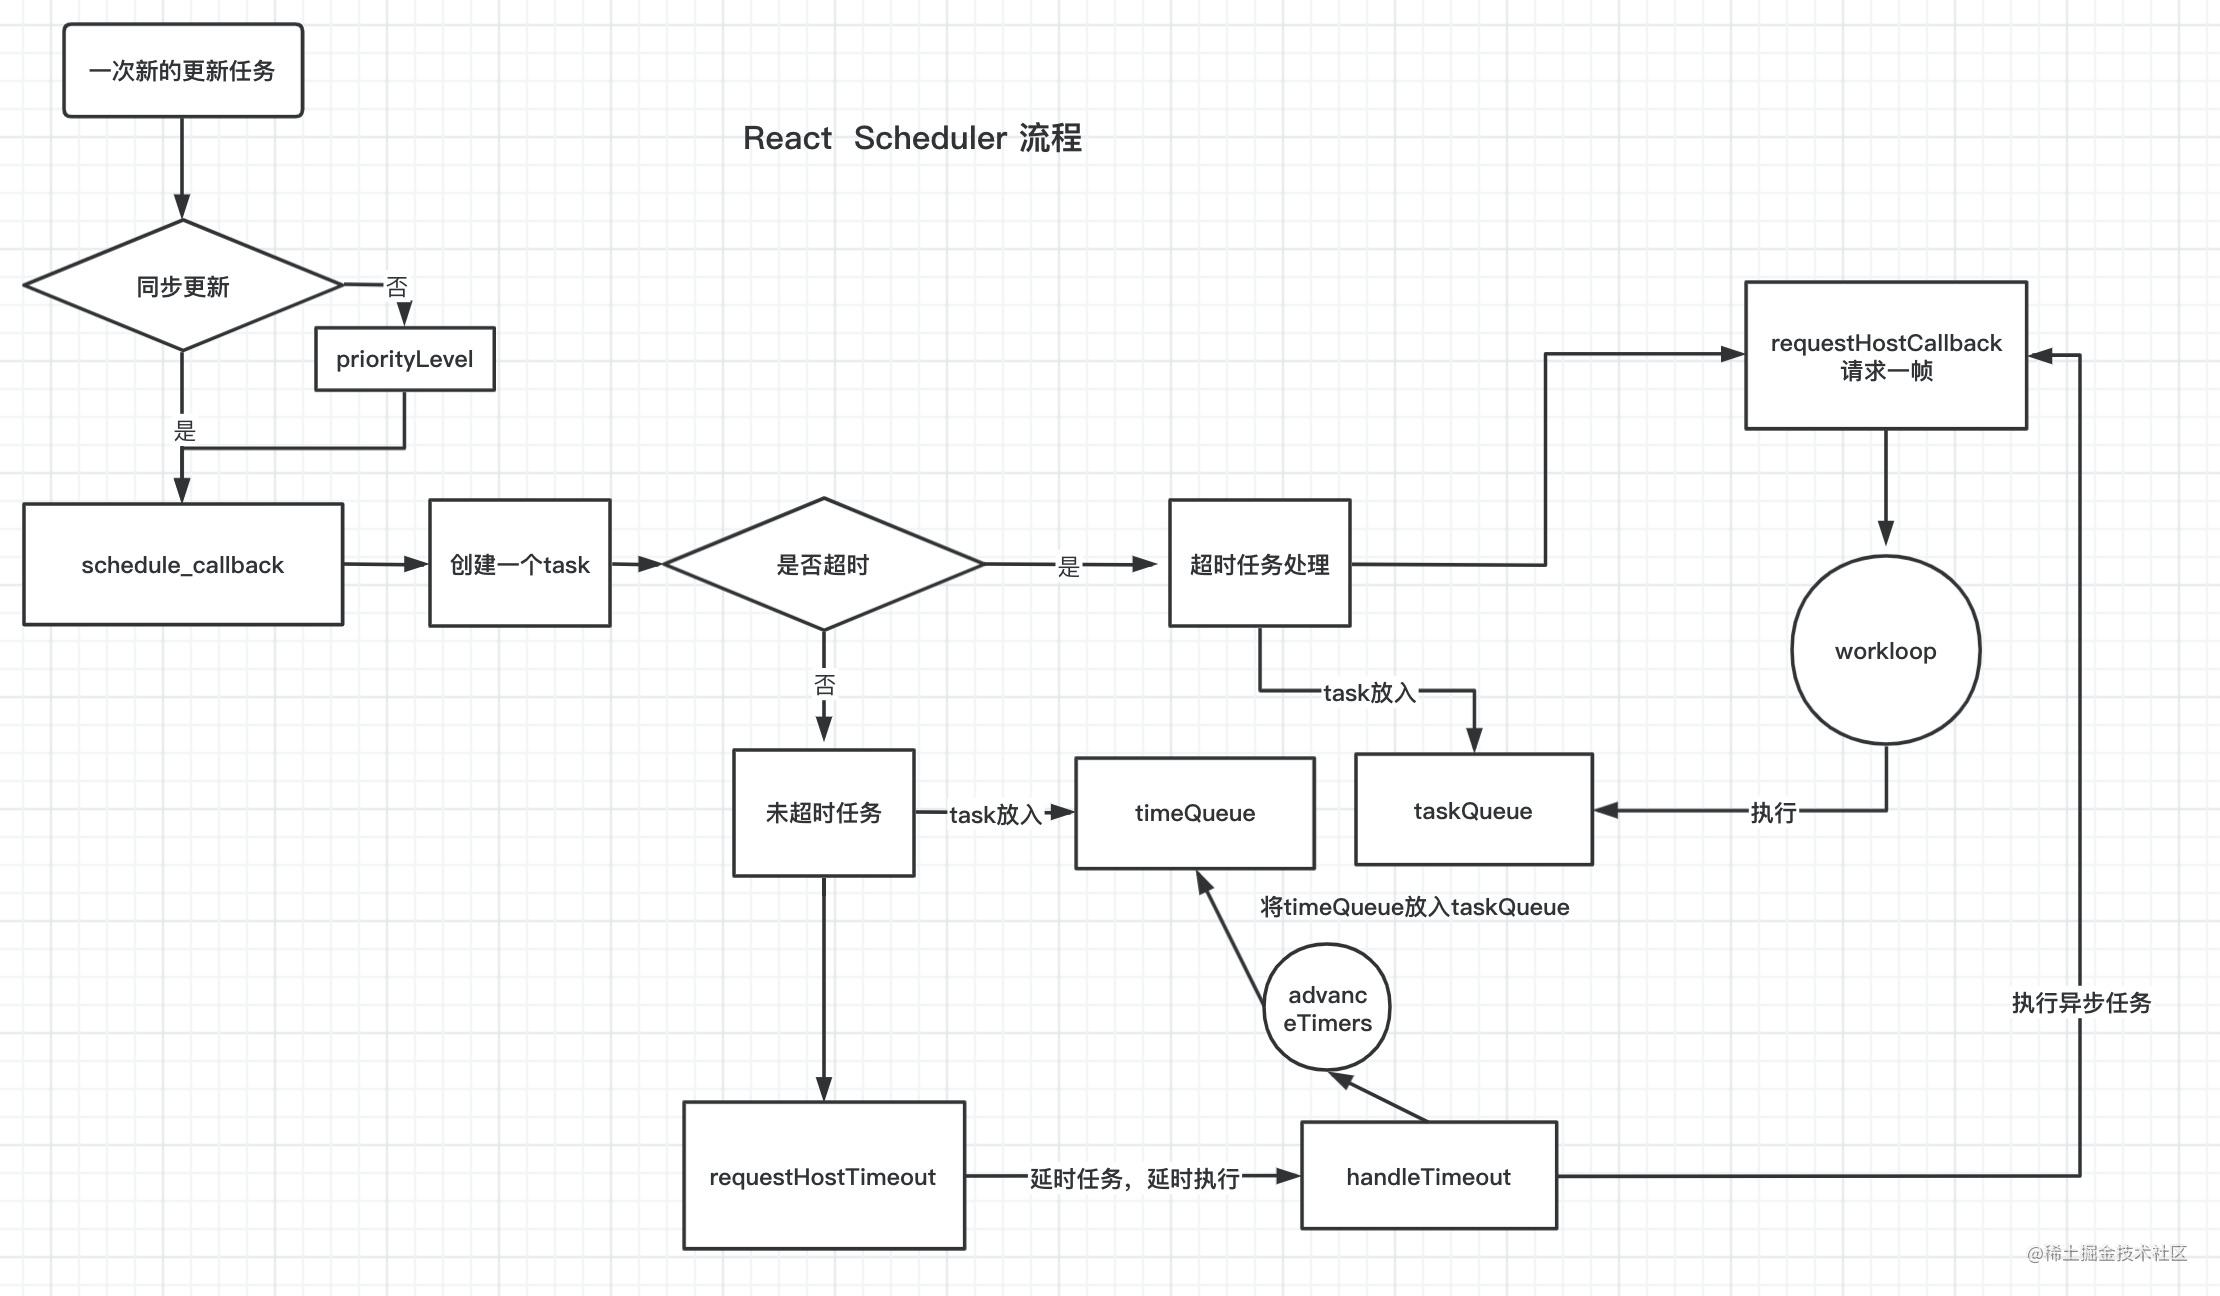 一次新的更新任务
React Scheduler 流程
同步更新
否
priorityLevel
是
requestHostCallback
请求一帧
schedule_callback
创建一个task
是否超时
是
超时任务处理
workloop
否
task放入
未超时任务
task放入
timeQueue
taskQueue
执行
将timeQueue放入taskQueue
advanc
eTimers
执行异步任务
requestHostTimeout
延时任务，延时执行
handleTimeout
@稀土掘金技术社区